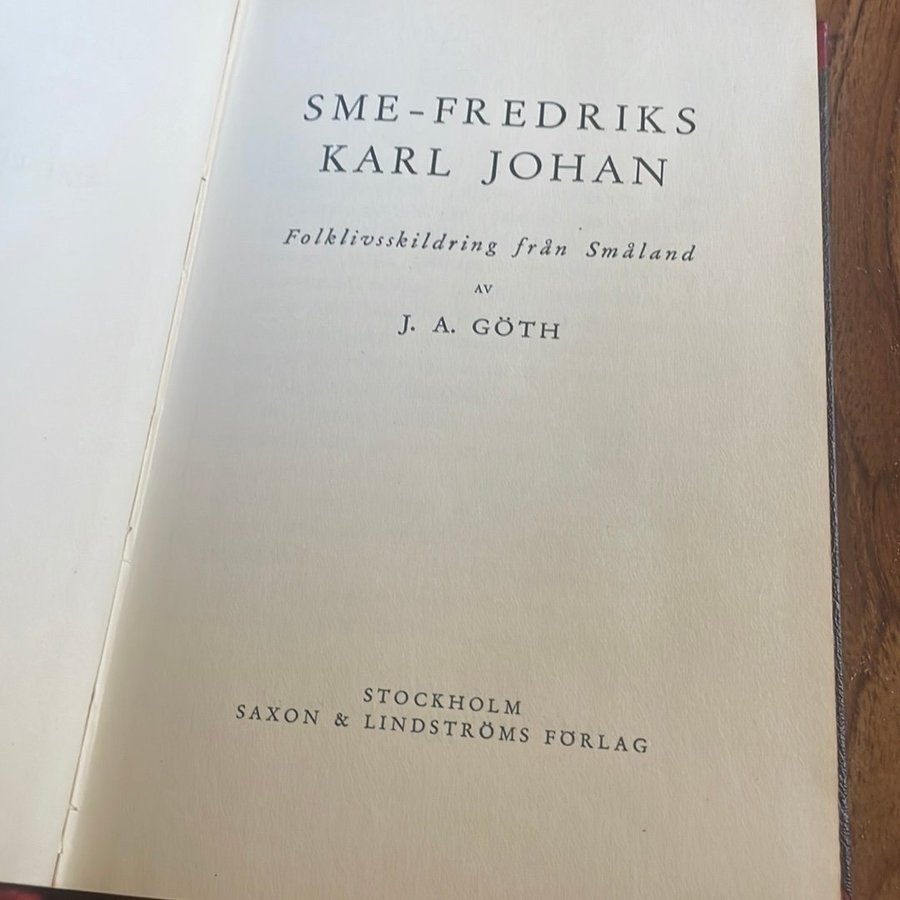 SME-FREDRIKS
KARL JOHAN
Folklivsskildring från Småland
AV
J. A. GÖTH
STOCKHOLM
SAXON & LINDSTRÖMS FÖRLAG